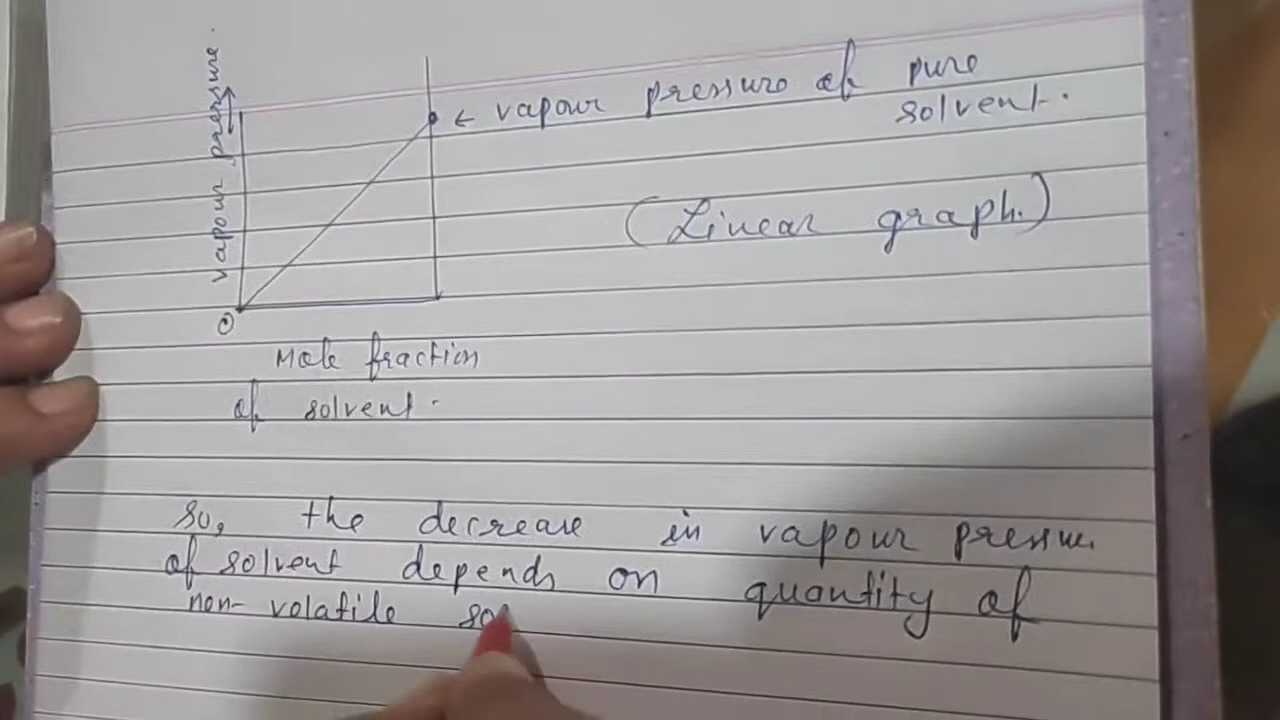 vapour pressure.
← vapour pressure of pure
solvent.
(Linear graph.)
O
Mole fraction
of solvent.
so, the decrease in vapour pressure.
of solvent depends on quantity of
non-volatile so